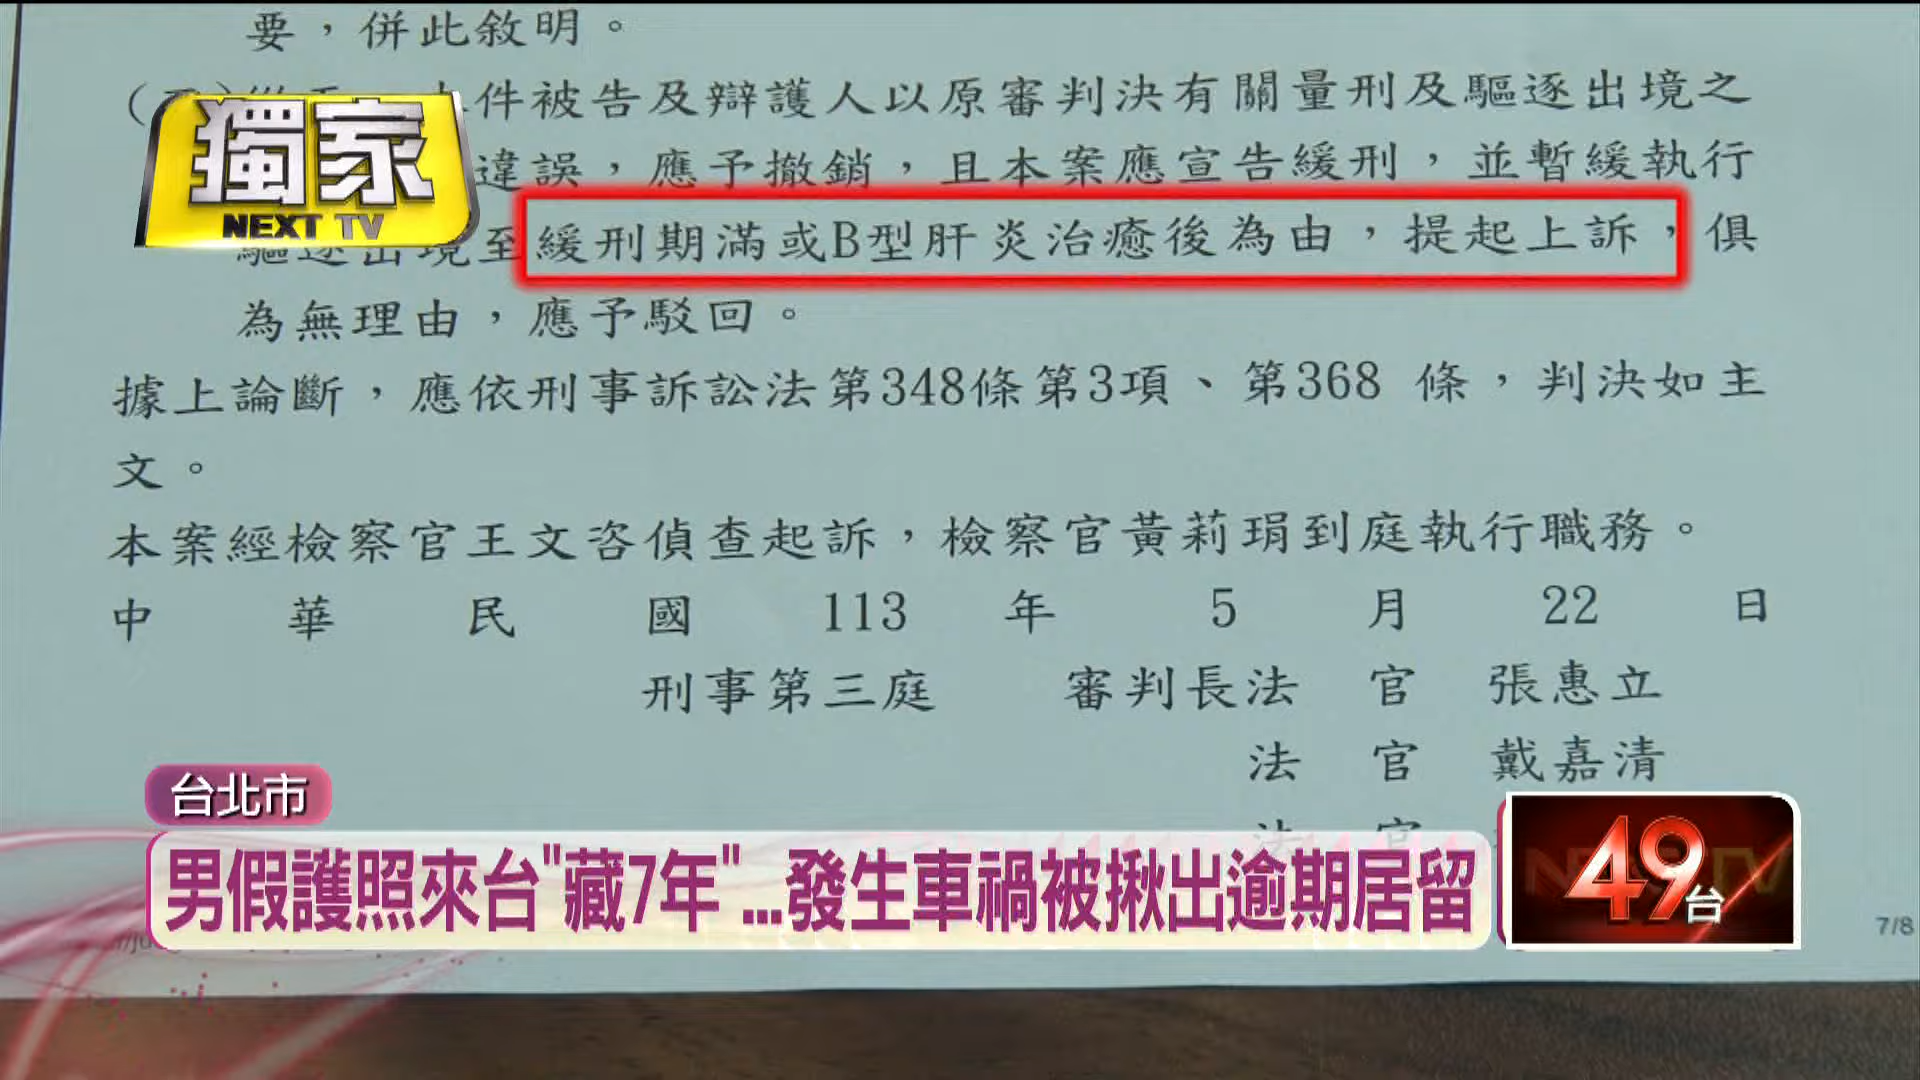 要，併此敘明。
件被告及辯護人以原審判決有關量刑及驅逐出境之
獨家
NEXT TV
違誤，應予撤銷，且本案應宣告緩刑，並暫緩執行
驅逐出境至緩刑期滿或B型肝炎治癒後為由，提起上訴，俱
為無理由，應予駁回。
據上論斷，應依刑事訴訟法第348條第3項、第368 條，判決如主
文。
本案經檢察官王文咨偵查起訴，檢察官黃莉琄到庭執行職務。
中 華 民 國 113 年 5 月 22 日
刑事第三庭 審判長法 官 張惠立
法 官 戴嘉清
法 官
台北市
男假護照來台"藏7年"...發生車禍被揪出逾期居留
49台
7/8